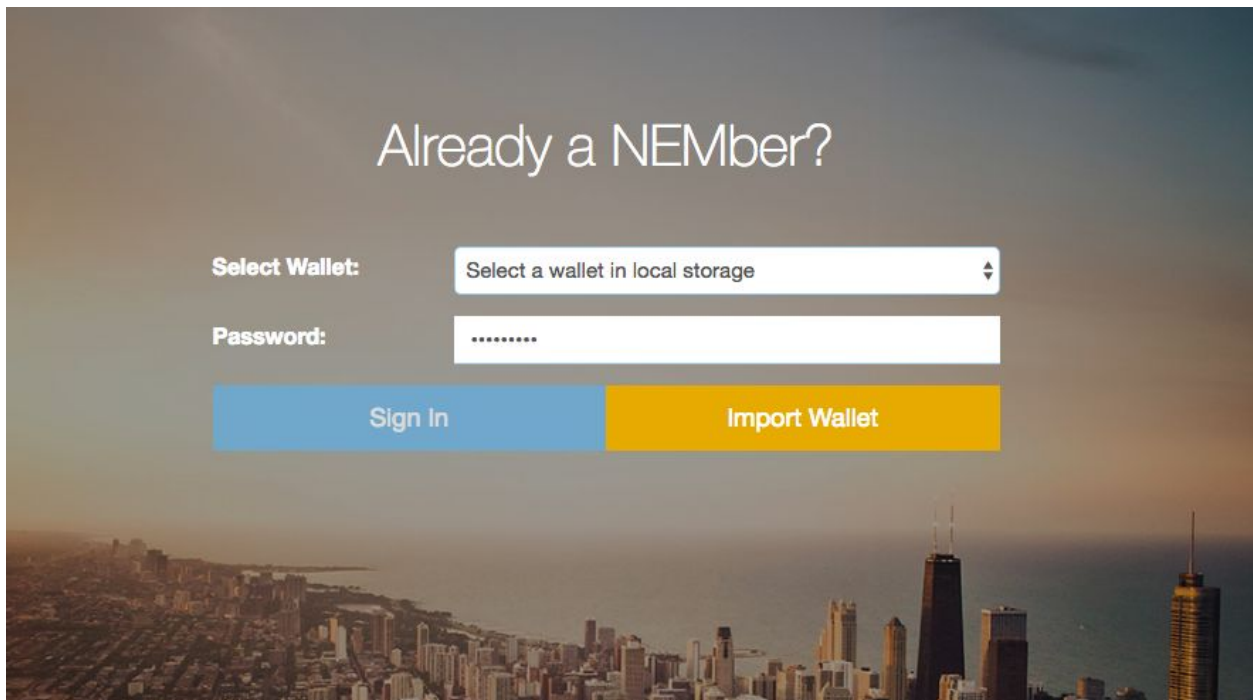 Already a NEMber?
Select Wallet:
Select a wallet in local storage
Password:
•••••••••
Sign In
Import Wallet